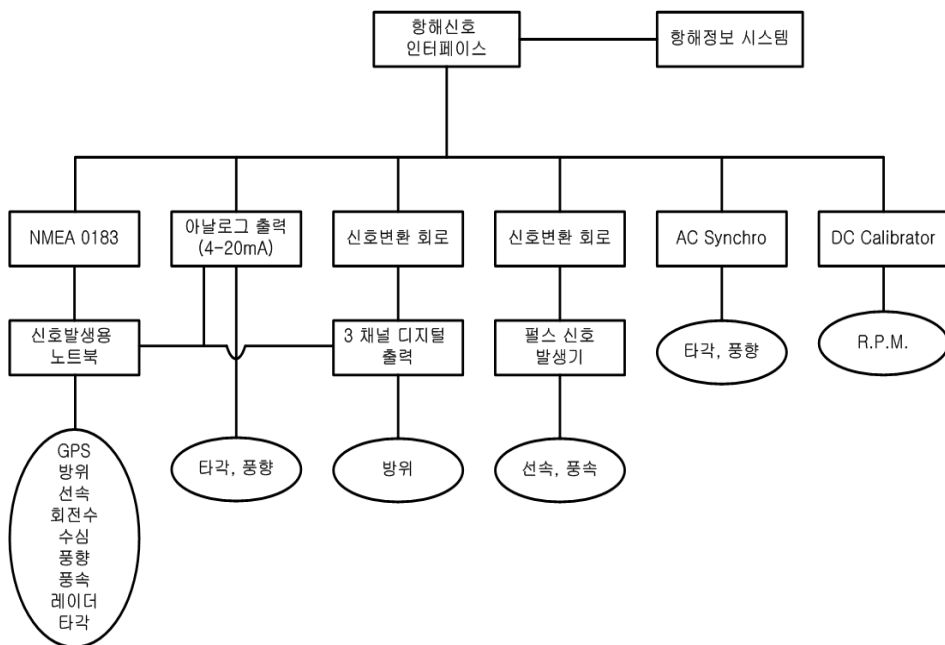 항해신호
인터페이스
항해정보 시스템
NMEA 0183
아날로그 출력
(4-20mA)
신호변환 회로
신호변환 회로
AC Synchro
DC Calibrator
신호발생용
노트북
3 채널 디지털
출력
펄스 신호
발생기
타각, 풍향
R.P.M.
GPS
방위
선속
회전수
수심
풍향
풍속
레이더
타각
타각, 풍향
방위
선속, 풍속